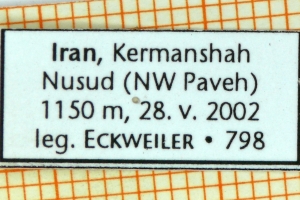 Iran, Kermanshah
Nusud (NW Paveh)
1150 m, 28. v. 2002
leg. ECKWEILER • 798